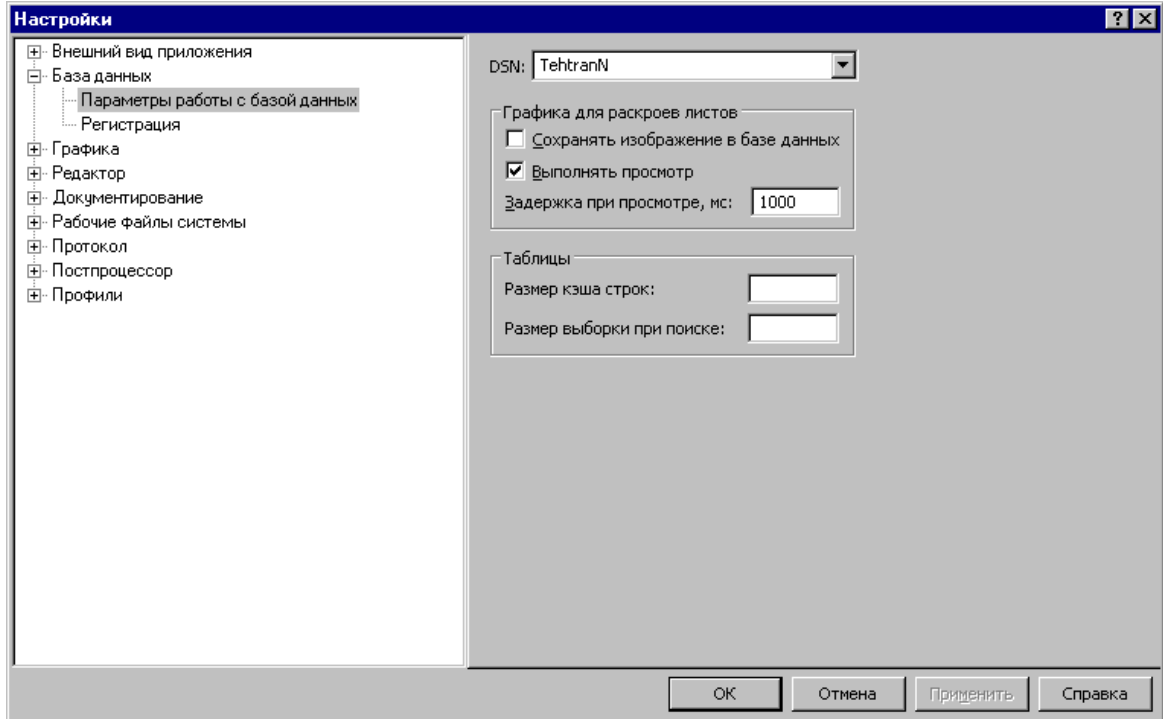 Настройки
Внешний вид приложения
База данных
Параметры работы с базой данных
Регистрация
Графика
Редактор
Документирование
Рабочие файлы системы
Протокол
Постпроцессор
Профили
DSN: TehtranN
Графика для раскроев листов
Сохранять изображение в базе данных
Выполнять просмотр
Задержка при просмотре, мс: 1000
Таблицы
Размер кэша строк:
Размер выборки при поиске:
ОК Отмена Применить Справка